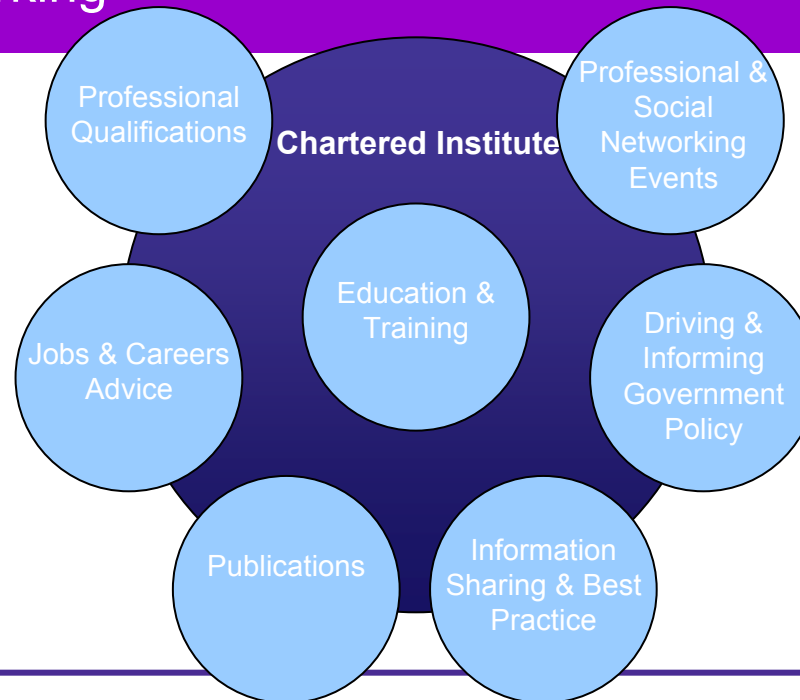 Professional
Qualifications
Chartered Institute
Professional &
Social
Networking
Events
Education &
Training
Jobs & Careers
Advice
Driving &
Informing
Government
Policy
Publications
Information
Sharing & Best
Practice